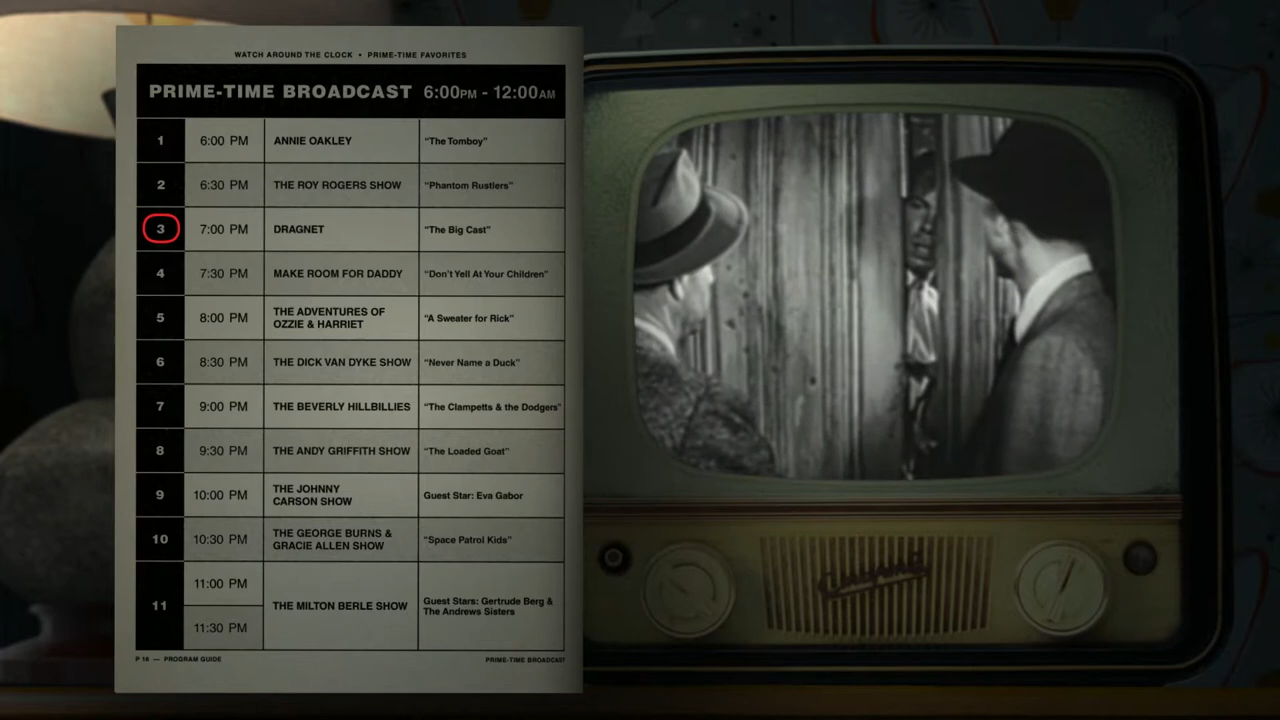 WATCH AROUND THE CLOCK • PRIME-TIME FAVORITES
PRIME-TIME BROADCAST 6:00PM - 12:00AM
1 6:00 PM ANNIE OAKLEY "The Tomboy"
2 6:30 PM THE ROY ROGERS SHOW "Phantom Rustlers"
3 7:00 PM DRAGNET "The Big Cast"
4 7:30 PM MAKE ROOM FOR DADDY "Don't Yell At Your Children"
5 8:00 PM THE ADVENTURES OF
OZZIE & HARRIET "A Sweater for Rick"
6 8:30 PM THE DICK VAN DYKE SHOW "Never Name a Duck"
7 9:00 PM THE BEVERLY HILLBILLIES "The Clampetts & the Dodgers"
8 9:30 PM THE ANDY GRIFFITH SHOW "The Loaded Goat"
9 10:00 PM THE JOHNNY
CARSON SHOW Guest Star: Eva Gabor
10 10:30 PM THE GEORGE BURNS &
GRACIE ALLEN SHOW "Space Patrol Kids"
11 11:00 PM
11:30 PM THE MILTON BERLE SHOW Guest Stars: Gertrude Berg &
The Andrews Sisters
P 16 — PROGRAM GUIDE PRIME-TIME BROADCAST